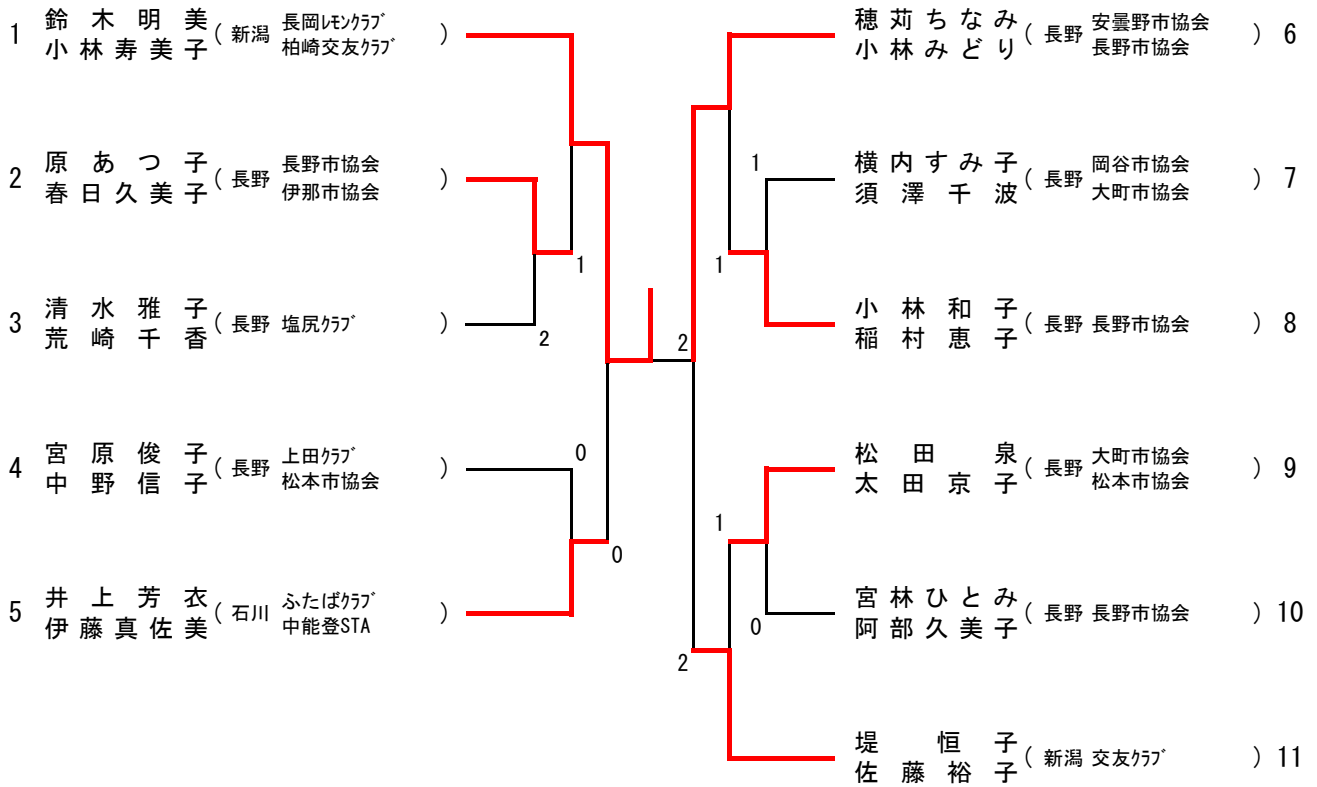 1 鈴木明美 ( 新潟 長岡ﾚﾓﾝｸﾗﾌﾞ )
小林寿美子 柏崎交友ｸﾗﾌﾞ
2 原あつ子 ( 長野 長野市協会 )
春日久美子 伊那市協会
1
3 清水雅子 ( 長野 塩尻ｸﾗﾌﾞ )
荒崎千香
2
4 宮原俊子 ( 長野 上田ｸﾗﾌﾞ )
中野信子 松本市協会
0
0
5 井上芳衣 ( 石川 ふたばｸﾗﾌﾞ )
伊藤真佐美 中能登STA
2
穂苅ちなみ ( 長野 安曇野市協会 ) 6
小林みどり 長野市協会
1
横内すみ子 ( 長野 岡谷市協会 ) 7
須澤千波 大町市協会
1
小林和子 ( 長野 長野市協会 ) 8
稲村恵子
松田泉 ( 長野 大町市協会 ) 9
太田京子 松本市協会
1
宮林ひとみ ( 長野 長野市協会 ) 10
阿部久美子
0
2
堤恒子 ( 新潟 交友ｸﾗﾌﾞ ) 11
佐藤裕子